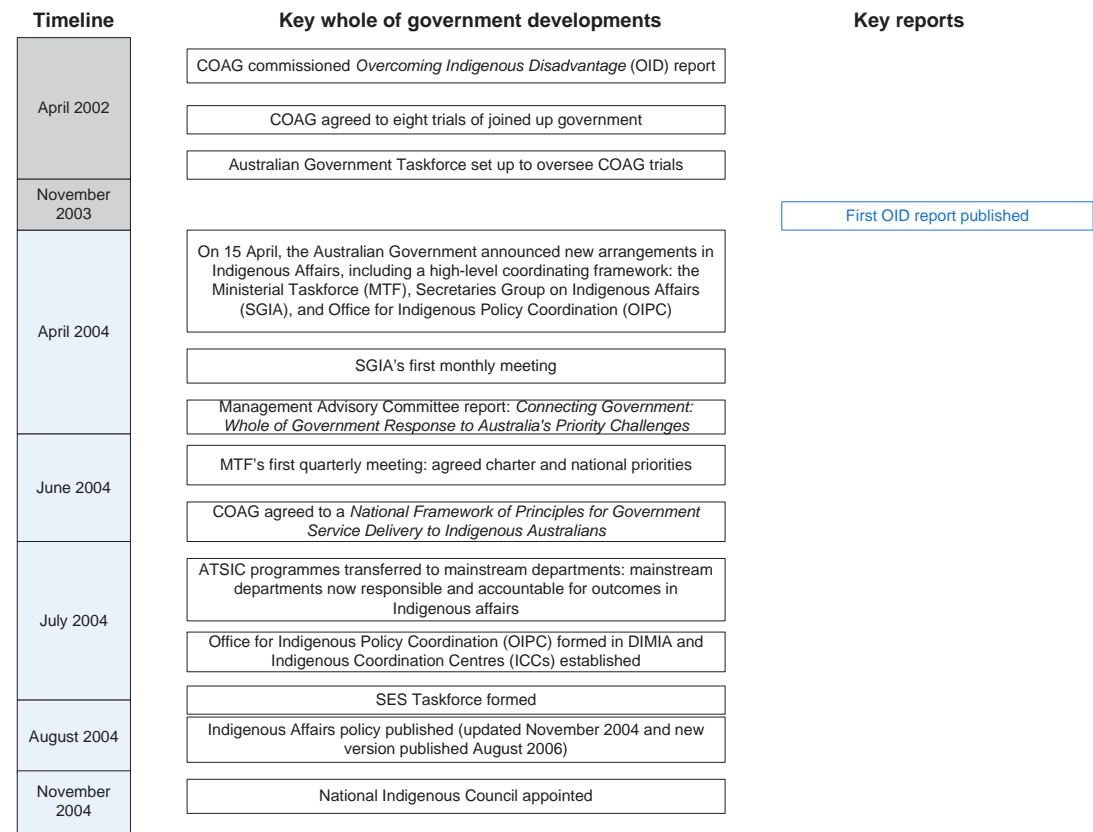 Timeline
Key whole of government developments
Key reports
April 2002
COAG commissioned Overcoming Indigenous Disadvantage (OID) report
COAG agreed to eight trials of joined up government
Australian Government Taskforce set up to oversee COAG trials
November
2003
First OID report published
April 2004
On 15 April, the Australian Government announced new arrangements in
Indigenous Affairs, including a high-level coordinating framework: the
Ministerial Taskforce (MTF), Secretaries Group on Indigenous Affairs
(SGIA), and Office for Indigenous Policy Coordination (OIPC)
SGIA's first monthly meeting
Management Advisory Committee report: Connecting Government:
Whole of Government Response to Australia's Priority Challenges
June 2004
MTF's first quarterly meeting: agreed charter and national priorities
COAG agreed to a National Framework of Principles for Government
Service Delivery to Indigenous Australians
July 2004
ATSIC programmes transferred to mainstream departments: mainstream
departments now responsible and accountable for outcomes in
Indigenous affairs
Office for Indigenous Policy Coordination (OIPC) formed in DIMIA and
Indigenous Coordination Centres (ICCs) established
SES Taskforce formed
August 2004
Indigenous Affairs policy published (updated November 2004 and new
version published August 2006)
November
2004
National Indigenous Council appointed